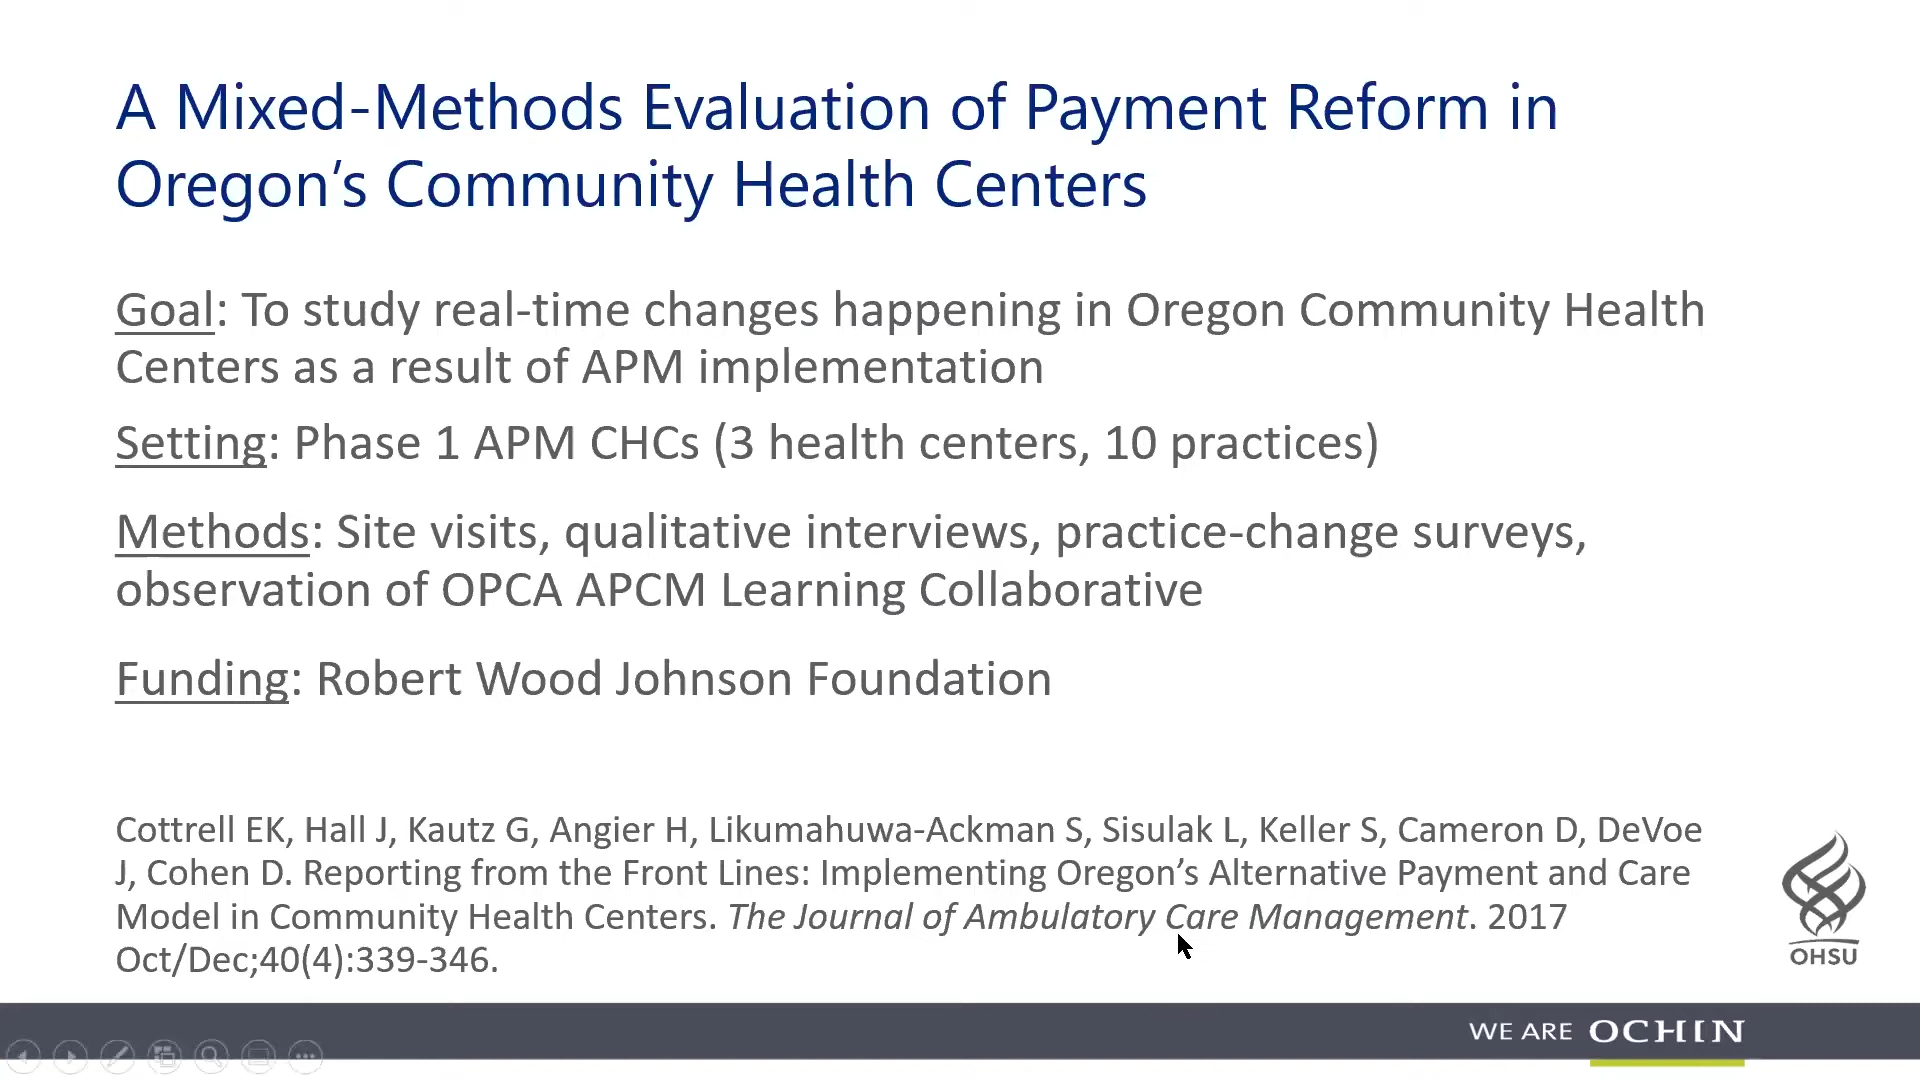 A Mixed-Methods Evaluation of Payment Reform in
Oregon’s Community Health Centers
Goal: To study real-time changes happening in Oregon Community Health
Centers as a result of APM implementation
Setting: Phase 1 APM CHCs (3 health centers, 10 practices)
Methods: Site visits, qualitative interviews, practice-change surveys,
observation of OPCA APCM Learning Collaborative
Funding: Robert Wood Johnson Foundation
Cottrell EK, Hall J, Kautz G, Angier H, Likumahuwa-Ackman S, Sisulak L, Keller S, Cameron D, DeVoe
J, Cohen D. Reporting from the Front Lines: Implementing Oregon’s Alternative Payment and Care
Model in Community Health Centers. The Journal of Ambulatory Care Management. 2017
Oct/Dec;40(4):339-346.
OHSU
WE ARE OCHIN